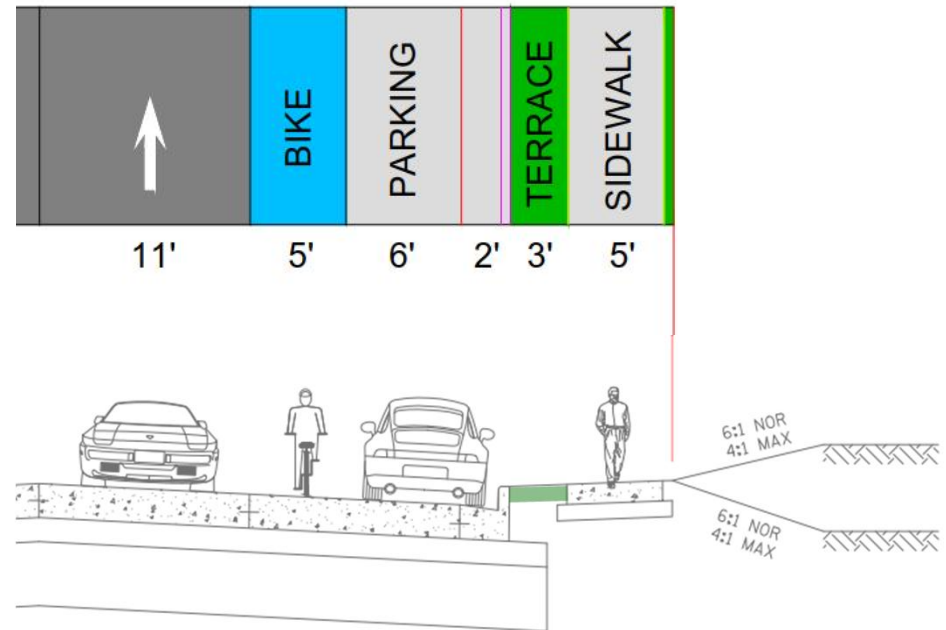 BIKE
PARKING
TERRACE
SIDEWALK
11'
5'
6'
2'
3'
5'
6:1 NOR
4:1 MAX
6:1 NOR
4:1 MAX